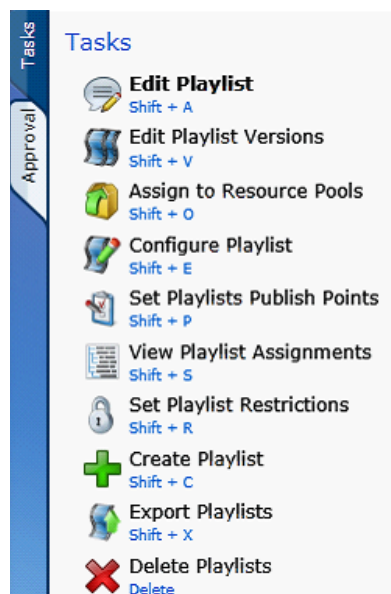 Tasks
Approval
Tasks
Edit Playlist
Shift + A
Edit Playlist Versions
Shift + V
Assign to Resource Pools
Shift + O
Configure Playlist
Shift + E
Set Playlists Publish Points
Shift + P
View Playlist Assignments
Shift + S
Set Playlist Restrictions
Shift + R
Create Playlist
Shift + C
Export Playlists
Shift + X
Delete Playlists
Delete